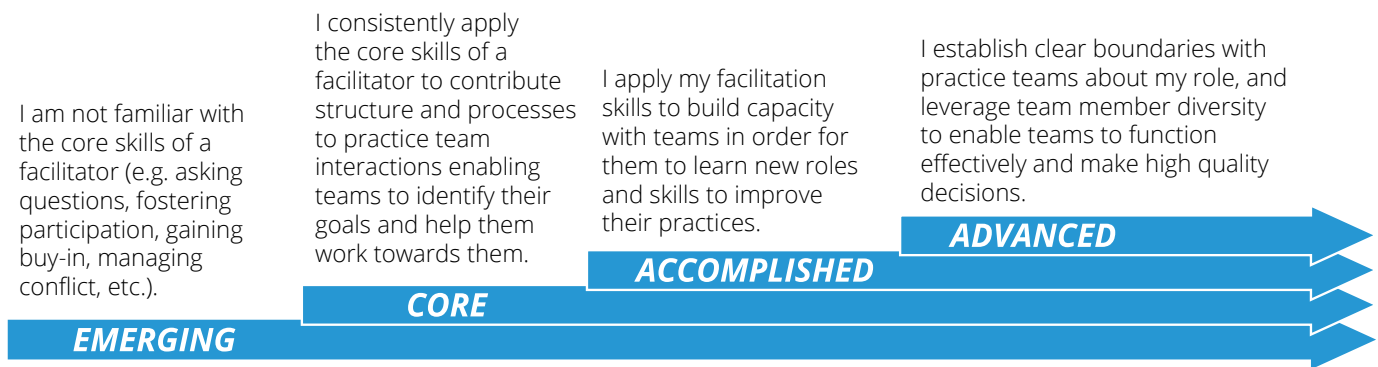 I am not familiar with
the core skills of a
facilitator (e.g. asking
questions, fostering
participation, gaining
buy-in, managing
conflict, etc.).
EMERGING
I consistently apply
the core skills of a
facilitator to contribute
structure and processes
to practice team
interactions enabling
teams to identify their
goals and help them
work towards them.
CORE
I apply my facilitation
skills to build capacity
with teams in order for
them to learn new roles
and skills to improve
their practices.
ACCOMPLISHED
I establish clear boundaries with
practice teams about my role, and
leverage team member diversity
to enable teams to function
effectively and make high quality
decisions.
ADVANCED